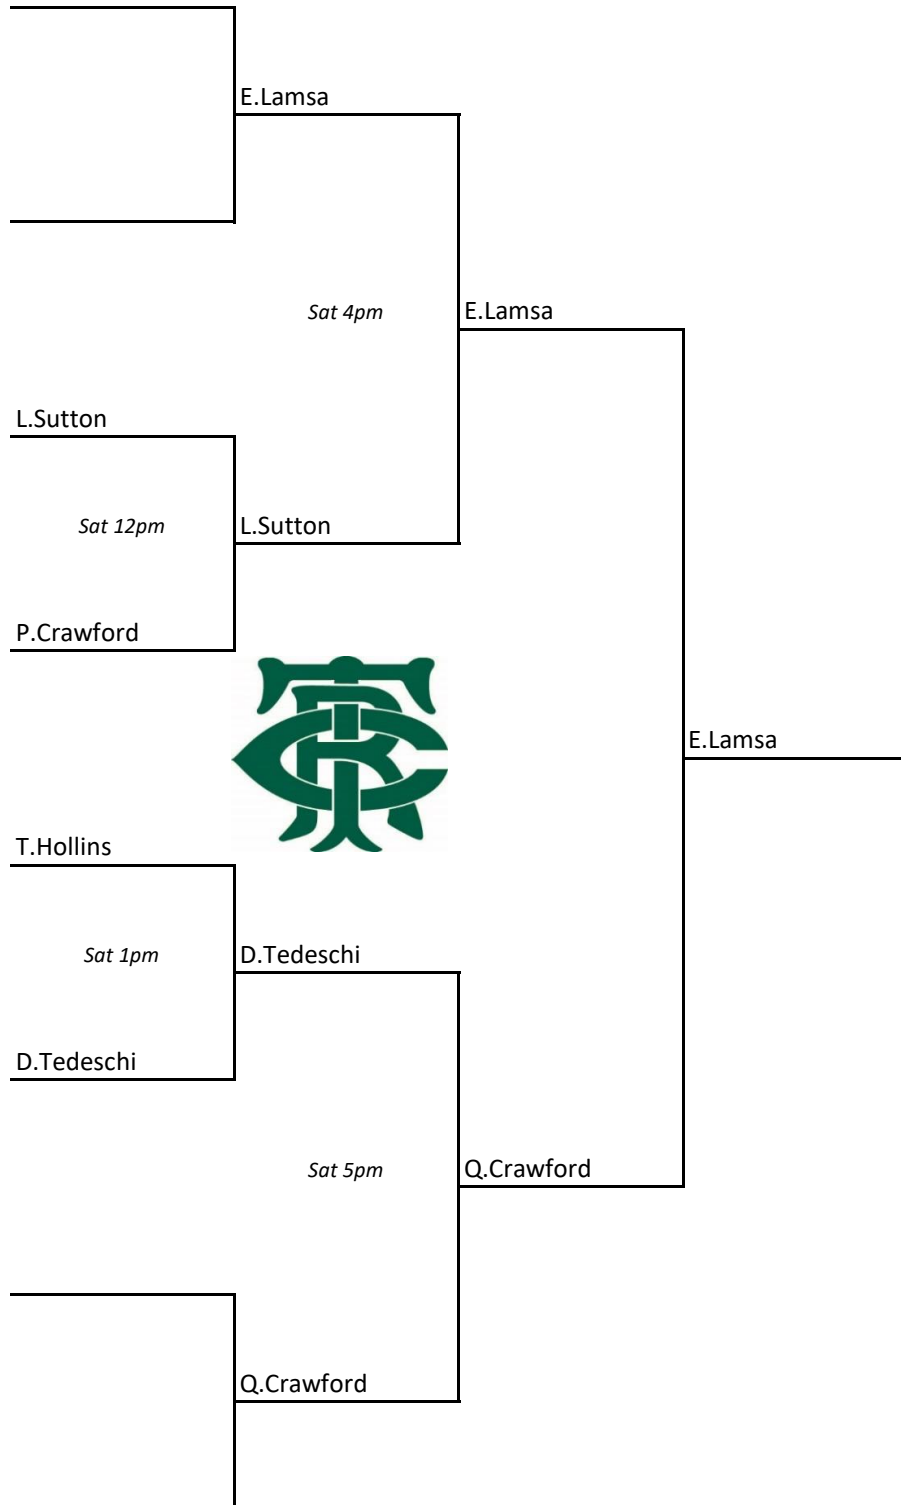 E.Lamsa
Sat 4pm
E.Lamsa
L.Sutton
Sat 12pm
L.Sutton
P.Crawford
TRC
E.Lamsa
T.Hollins
Sat 1pm
D.Tedeschi
D.Tedeschi
Sat 5pm
Q.Crawford
Q.Crawford